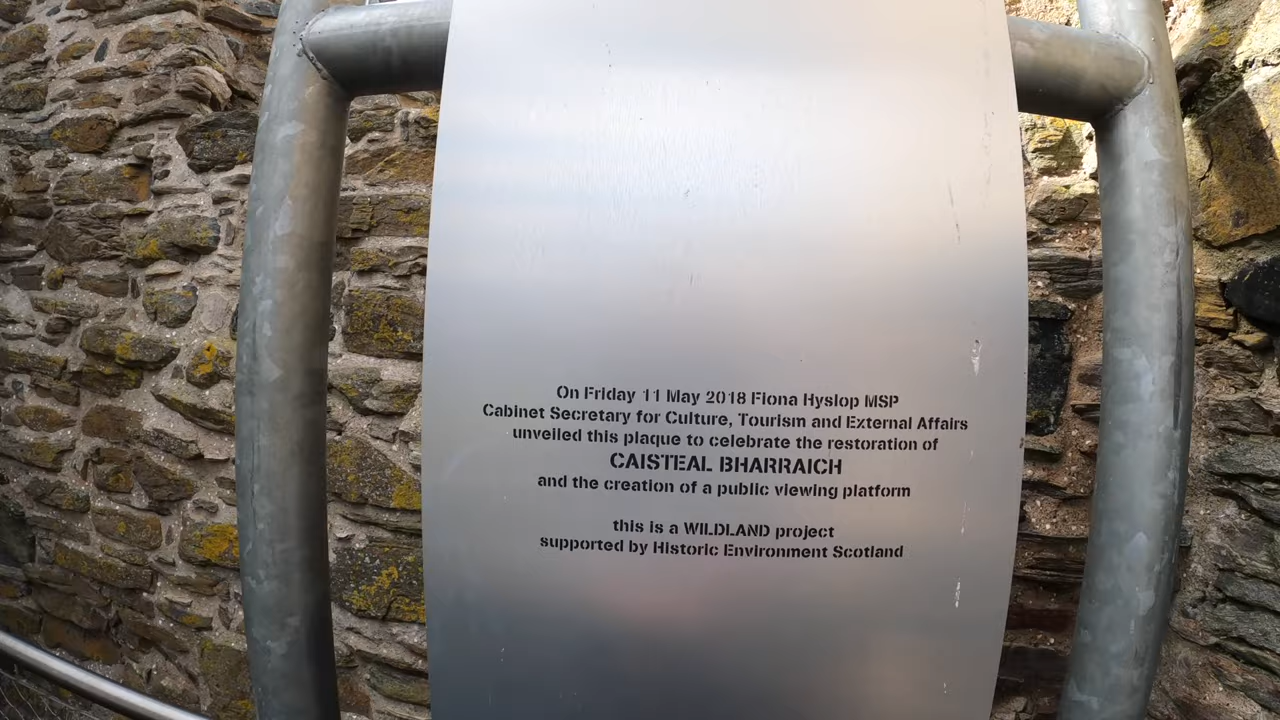 On Friday 11 May 2018 Fiona Hyslop MSP
Cabinet Secretary for Culture, Tourism and External Affairs
unveiled this plaque to celebrate the restoration of
CAISTEAL BHARRAICH
and the creation of a public viewing platform
this is a WILDLAND project
supported by Historic Environment Scotland